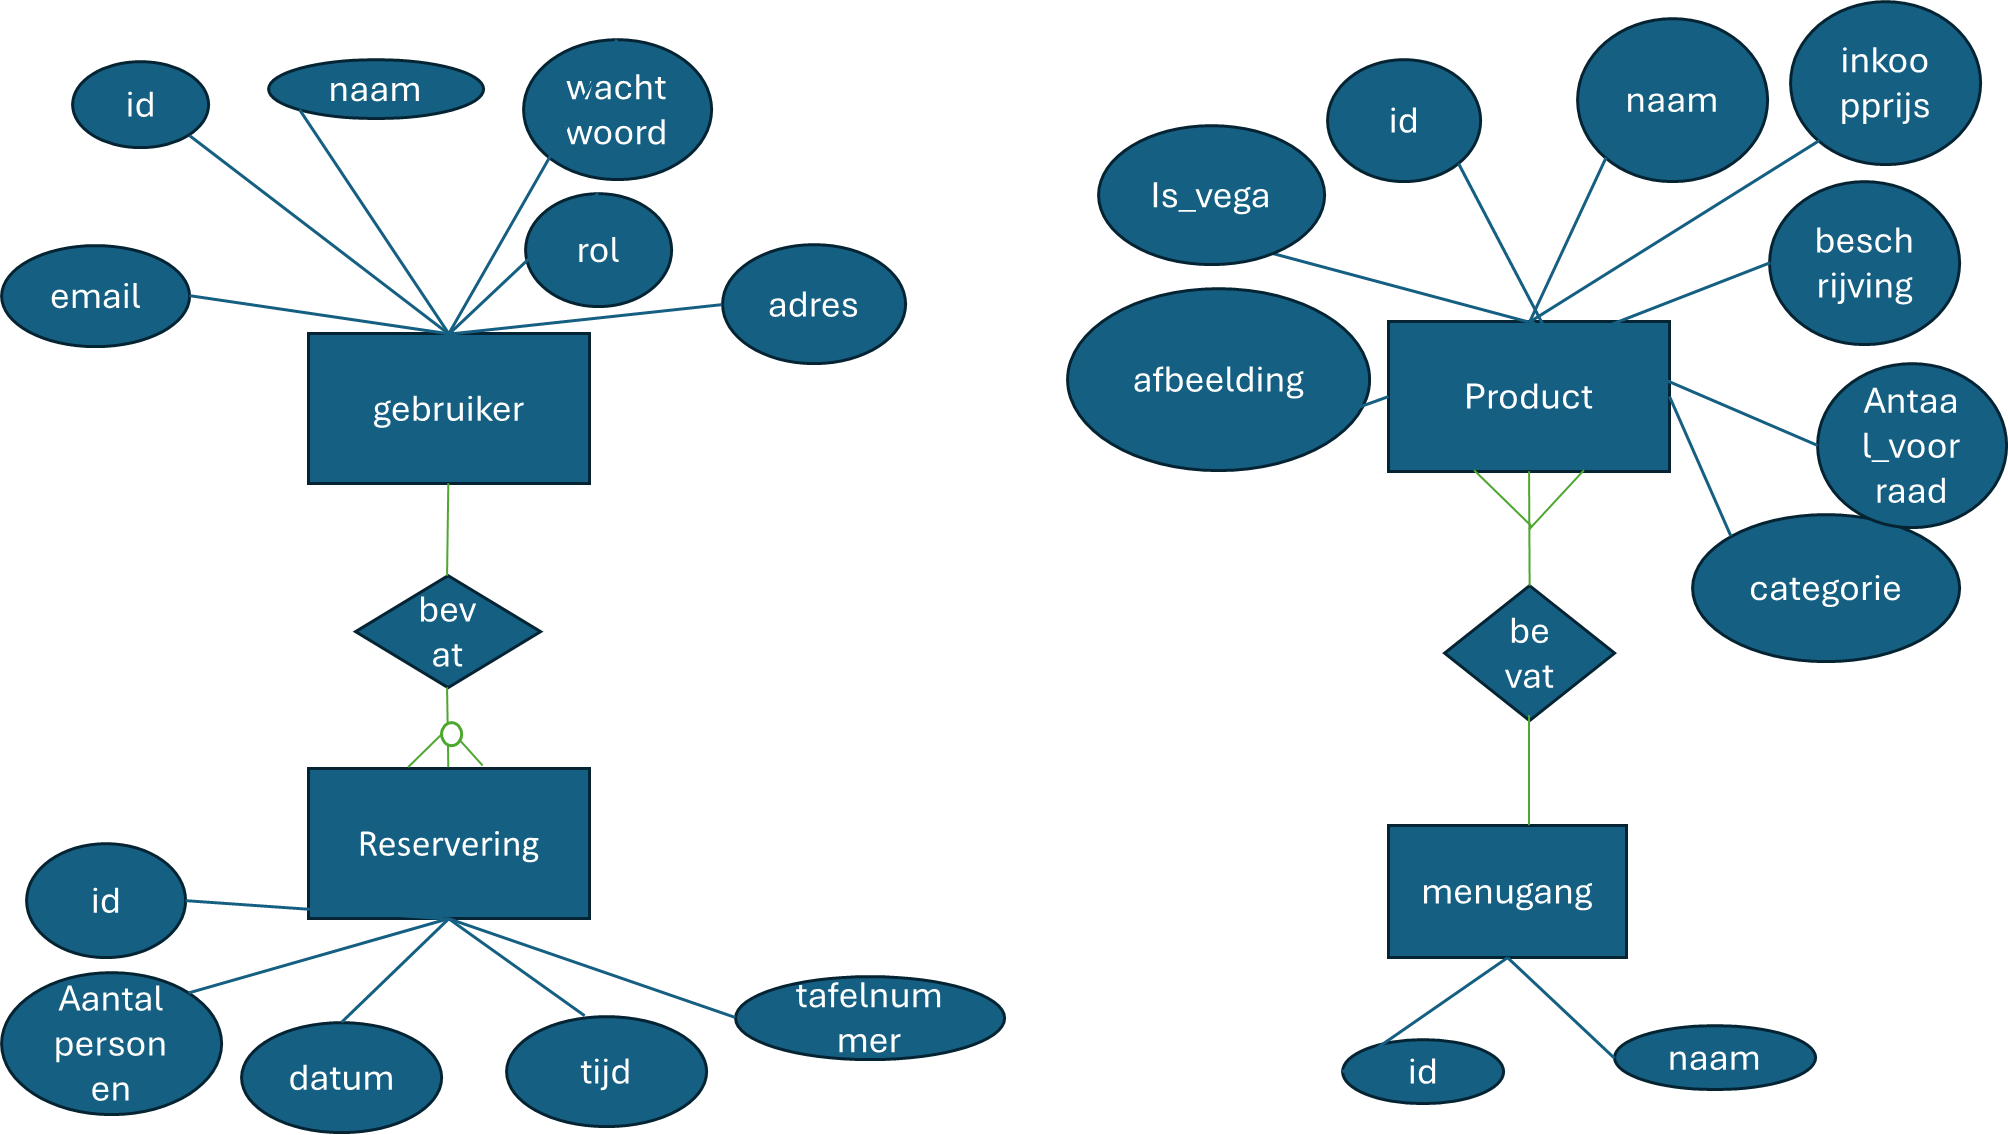 id
naam
wacht
woord
rol
email
adres
gebruiker
bev
at
Reservering
id
Aantal
person
en
datum
tijd
tafelnum
mer
id
naam
inkoo
pprijs
Is_vega
besch
rijving
afbeelding
Product
Antaa
l_voor
raad
categorie
be
vat
menugang
id
naam